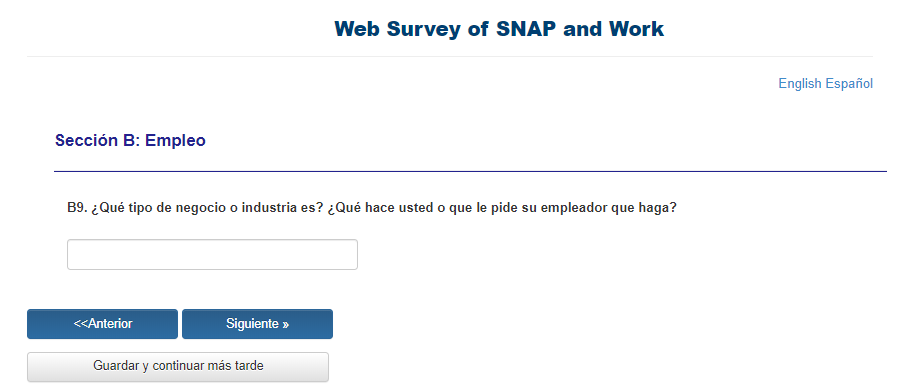 Web Survey of SNAP and Work
English Español
Sección B: Empleo
B9. ¿Qué tipo de negocio o industria es? ¿Qué hace usted o que le pide su empleador que haga?
<<Anterior
Siguiente »
Guardar y continuar más tarde